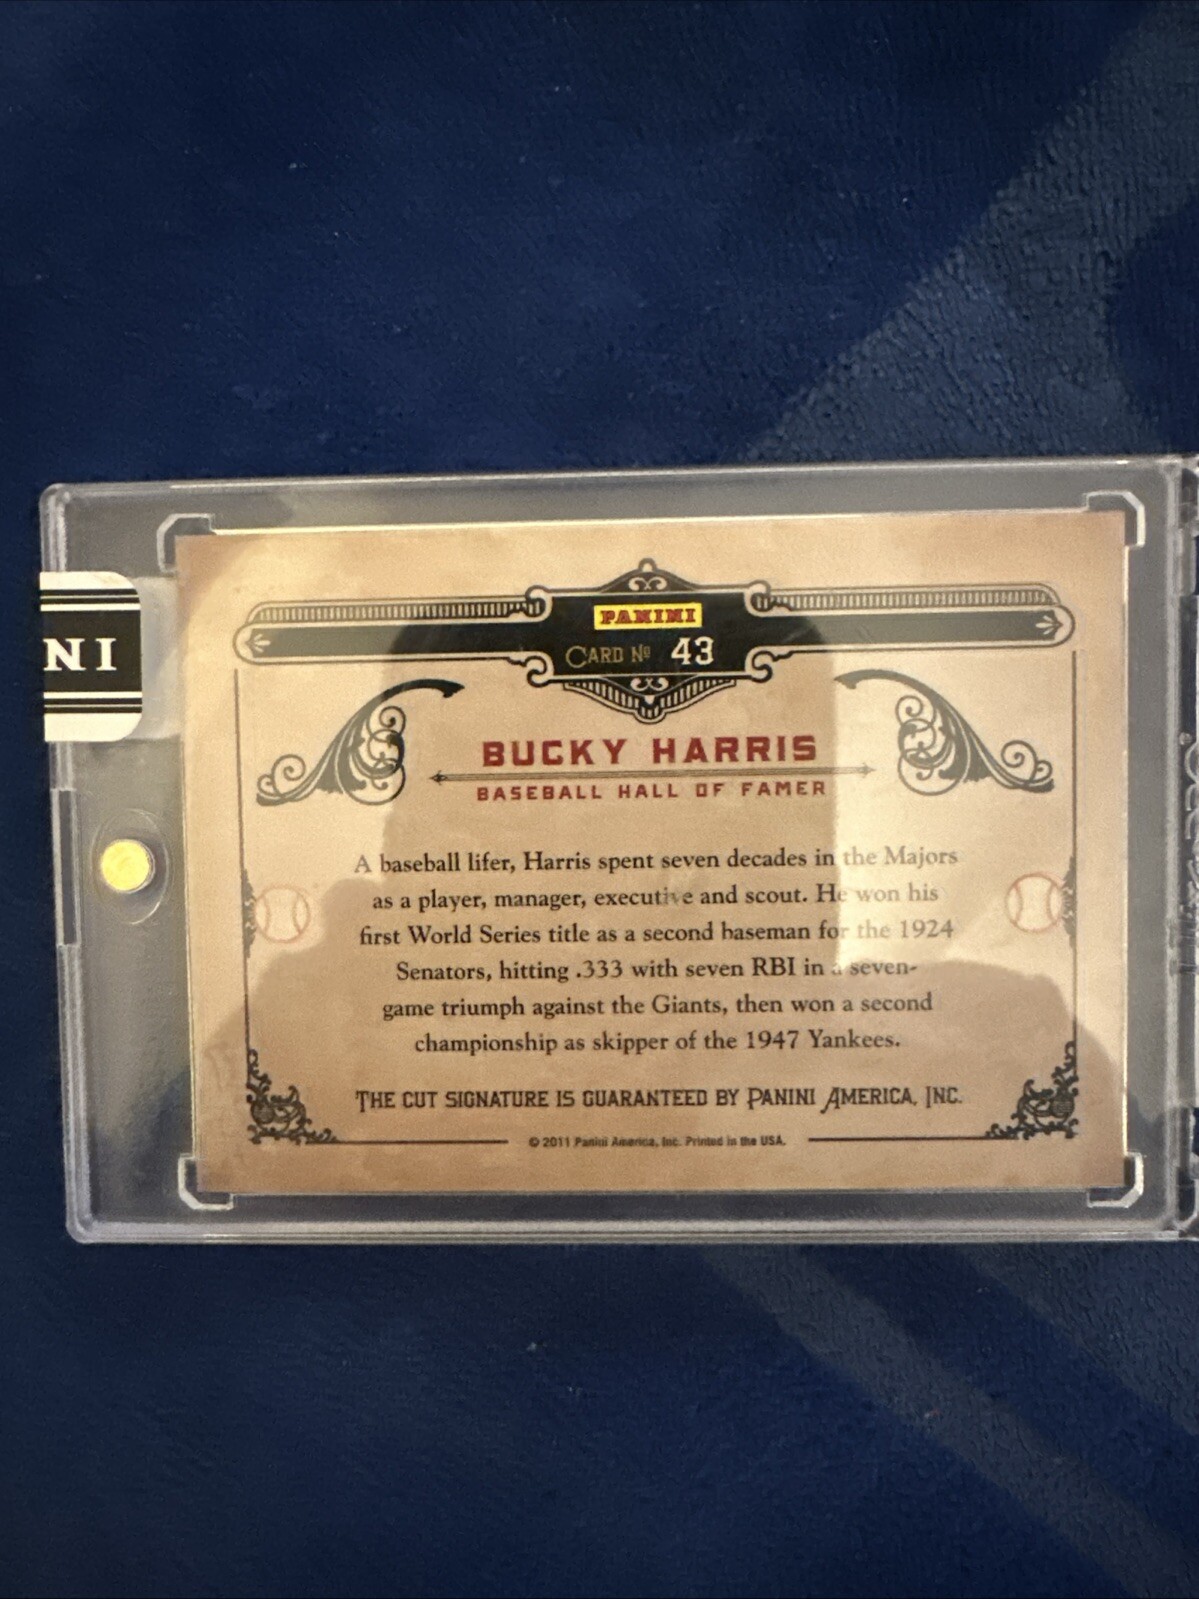 NI
PANINI
CARD Nº 43
BUCKY HARRIS
BASEBALL HALL OF FAMER
A baseball lifer, Harris spent seven decades in the Majors
as a player, manager, executive and scout. He won his
first World Series title as a second baseman for the 1924
Senators, hitting .333 with seven RBI in a seven-
game triumph against the Giants, then won a second
championship as skipper of the 1947 Yankees.
THE CUT SIGNATURE IS GUARANTEED BY PANINI AMERICA, INC.
© 2011 Panini America, Inc. Printed in the USA.